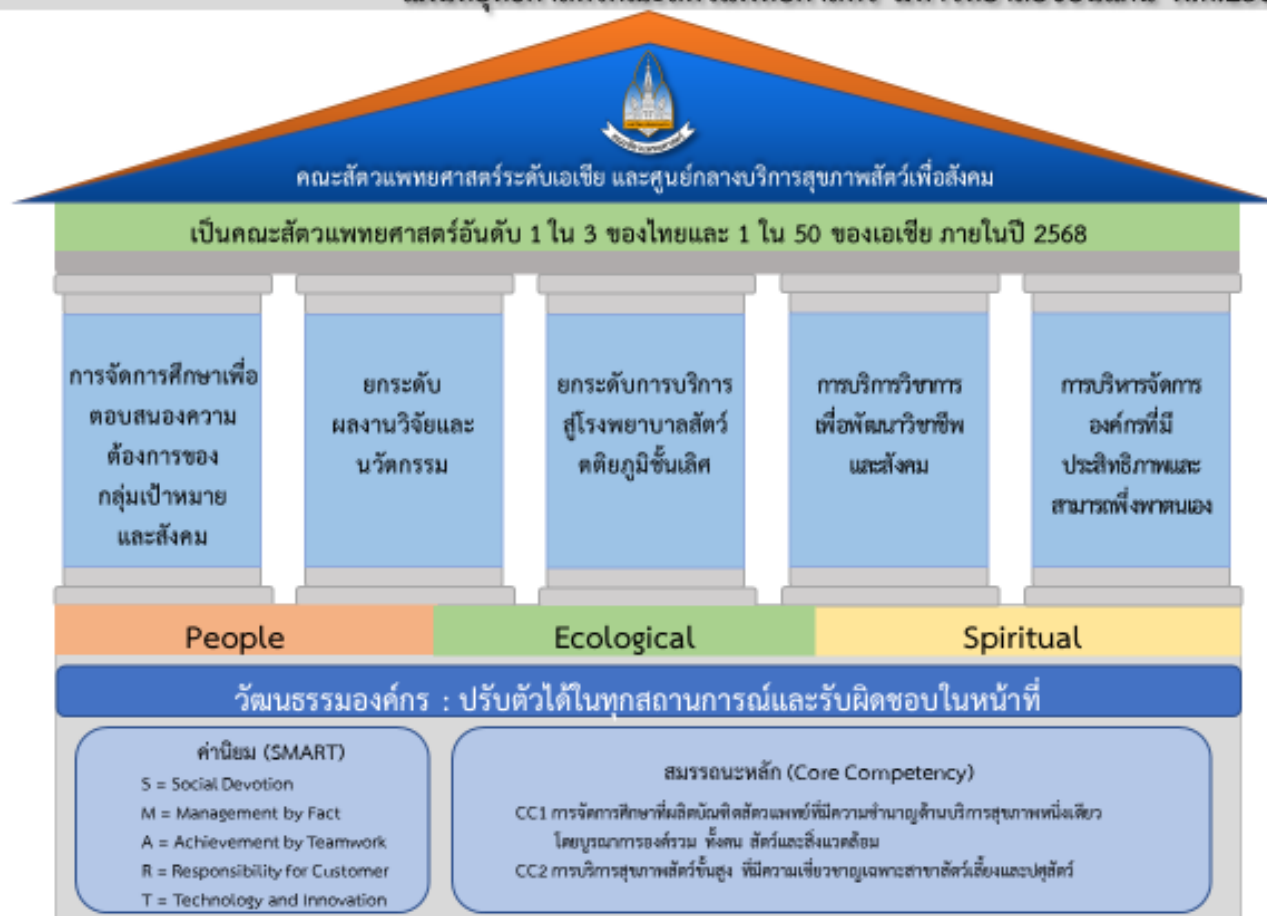 คณะสัตวแพทยศาสตร์ระดับเอเชีย และศูนย์กลางบริการสุขภาพสัตว์เพื่อสังคม
เป็นคณะสัตวแพทยศาสตร์อันดับ 1 ใน 3 ของไทยและ 1 ใน 50 ของเอเชีย ภายในปี 2568
การจัดการศึกษาเพื่อ
ตอบสนองความ
ต้องการของ
กลุ่มเป้าหมาย
และสังคม
ยกระดับ
ผลงานวิจัยและ
นวัตกรรม
ยกระดับการบริการ
สู่โรงพยาบาลสัตว์
ตติยภูมิชั้นเลิศ
การบริการวิชาการ
เพื่อพัฒนาวิชาชีพ
และสังคม
การบริหารจัดการ
องค์กรที่มี
ประสิทธิภาพและ
สามารถพึ่งพาตนเอง
People
Ecological
Spiritual
วัฒนธรรมองค์กร : ปรับตัวได้ในทุกสถานการณ์และรับผิดชอบในหน้าที่
ค่านิยม (SMART)
S = Social Devotion
M = Management by Fact
A = Achievement by Teamwork
R = Responsibility for Customer
T = Technology and Innovation
สมรรถนะหลัก (Core Competency)
CC1 การจัดการศึกษาที่ผลิตบัณฑิตสัตวแพทย์ที่มีความชำนาญด้านบริการสุขภาพหนึ่งเดียว
โดยบูรณาการองค์รวม ทั้งคน สัตว์และสิ่งแวดล้อม
CC2 การบริการสุขภาพสัตว์ขั้นสูง ที่มีความเชี่ยวชาญเฉพาะสาขาสัตว์เลี้ยงและปศุสัตว์